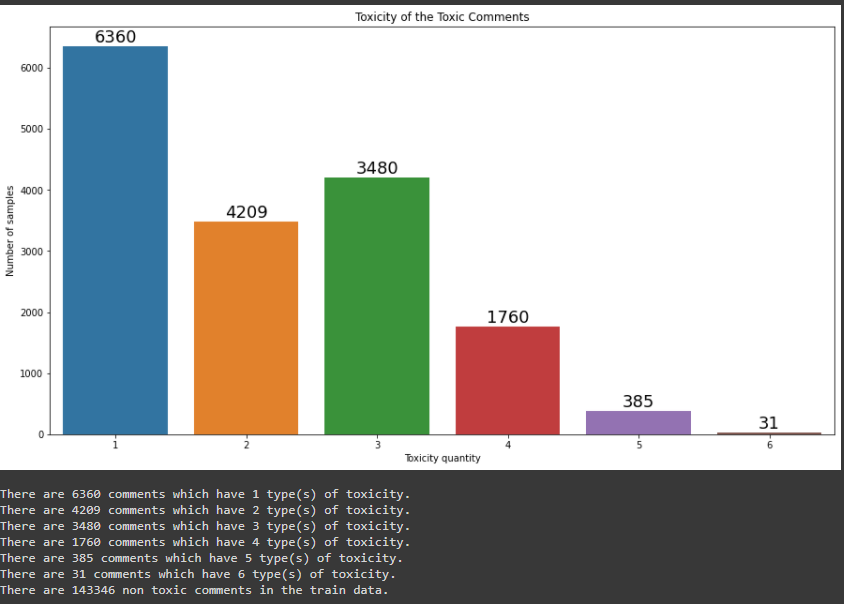 Toxicity of the Toxic Comments
6360
4209
3480
1760
385
31
6000
5000
4000
3000
2000
1000
0
Number of samples
1 2 3 4 5 6
Toxicity quantity
There are 6360 comments which have 1 type(s) of toxicity.
There are 4209 comments which have 2 type(s) of toxicity.
There are 3480 comments which have 3 type(s) of toxicity.
There are 1760 comments which have 4 type(s) of toxicity.
There are 385 comments which have 5 type(s) of toxicity.
There are 31 comments which have 6 type(s) of toxicity.
There are 143346 non toxic comments in the train data.